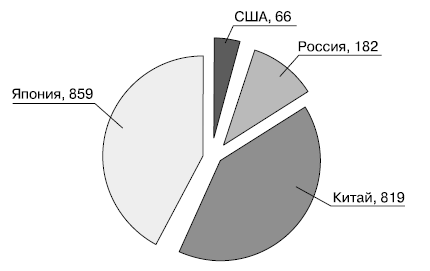 США, 66
Россия, 182
Япония, 859
Китай, 819